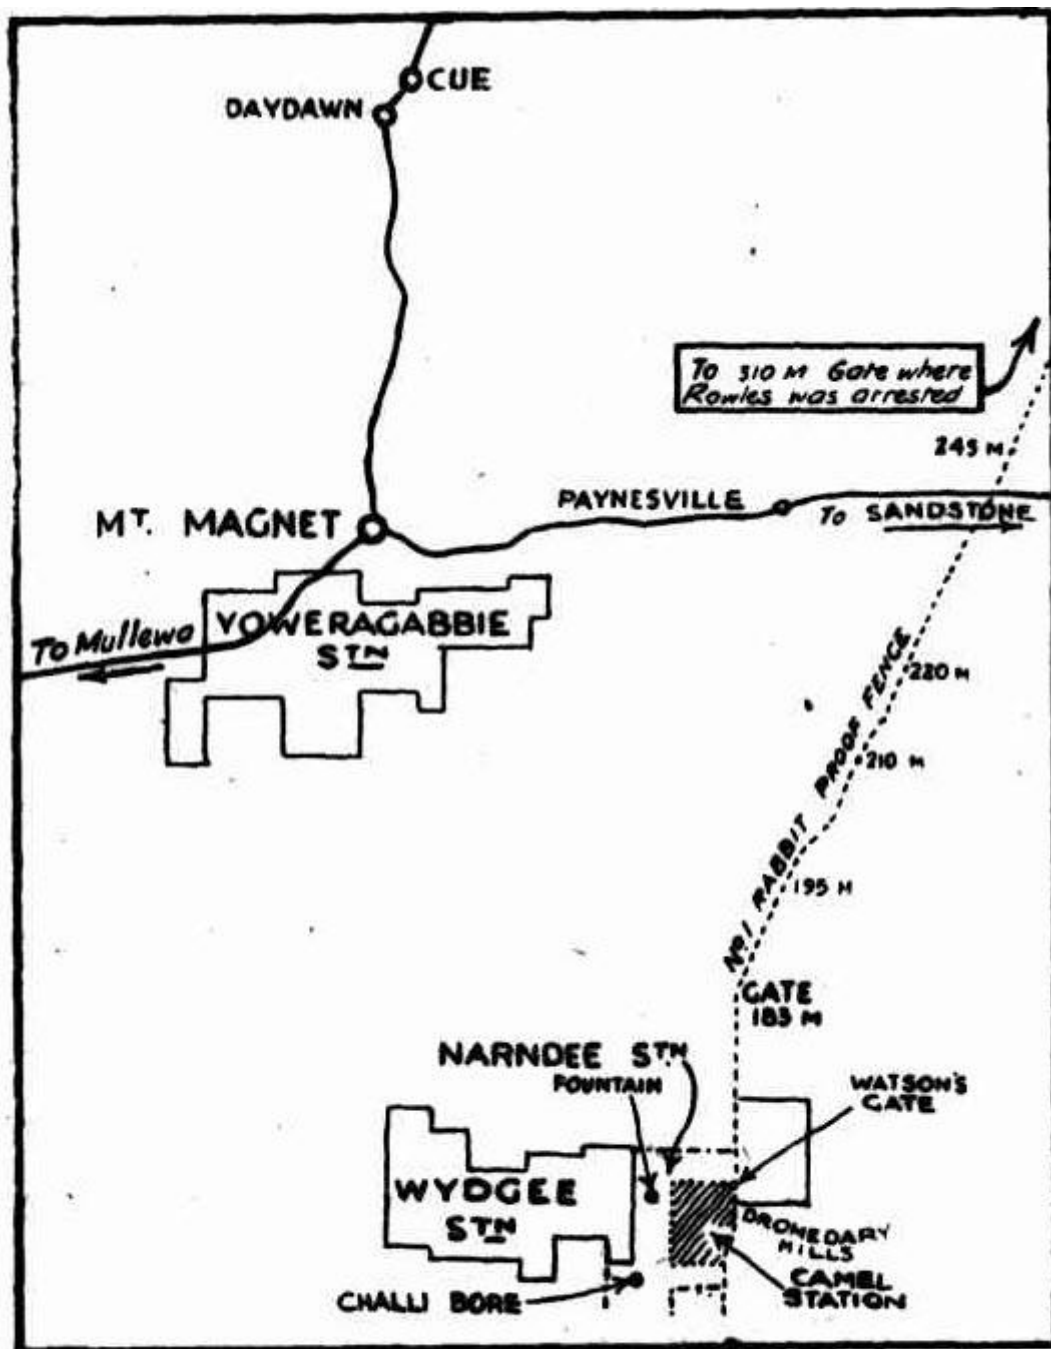 CUE
DAYDAWN
To 310 M Gate where
Rowles was arrested
245 M
PAYNESVILLE
To SANDSTONE
MT. MAGNET
YOWERAGABBIE
STN
To Mullewa
220 M
No. 1 RABBIT PROOF FENCE
210 M
195 M
GATE
183 M
NARNDEE STN
FOUNTAIN
WATSON'S
GATE
WYDGEE
STN
DROMEDARY
HILLS
CAMEL
STATION
CHALLI BORE